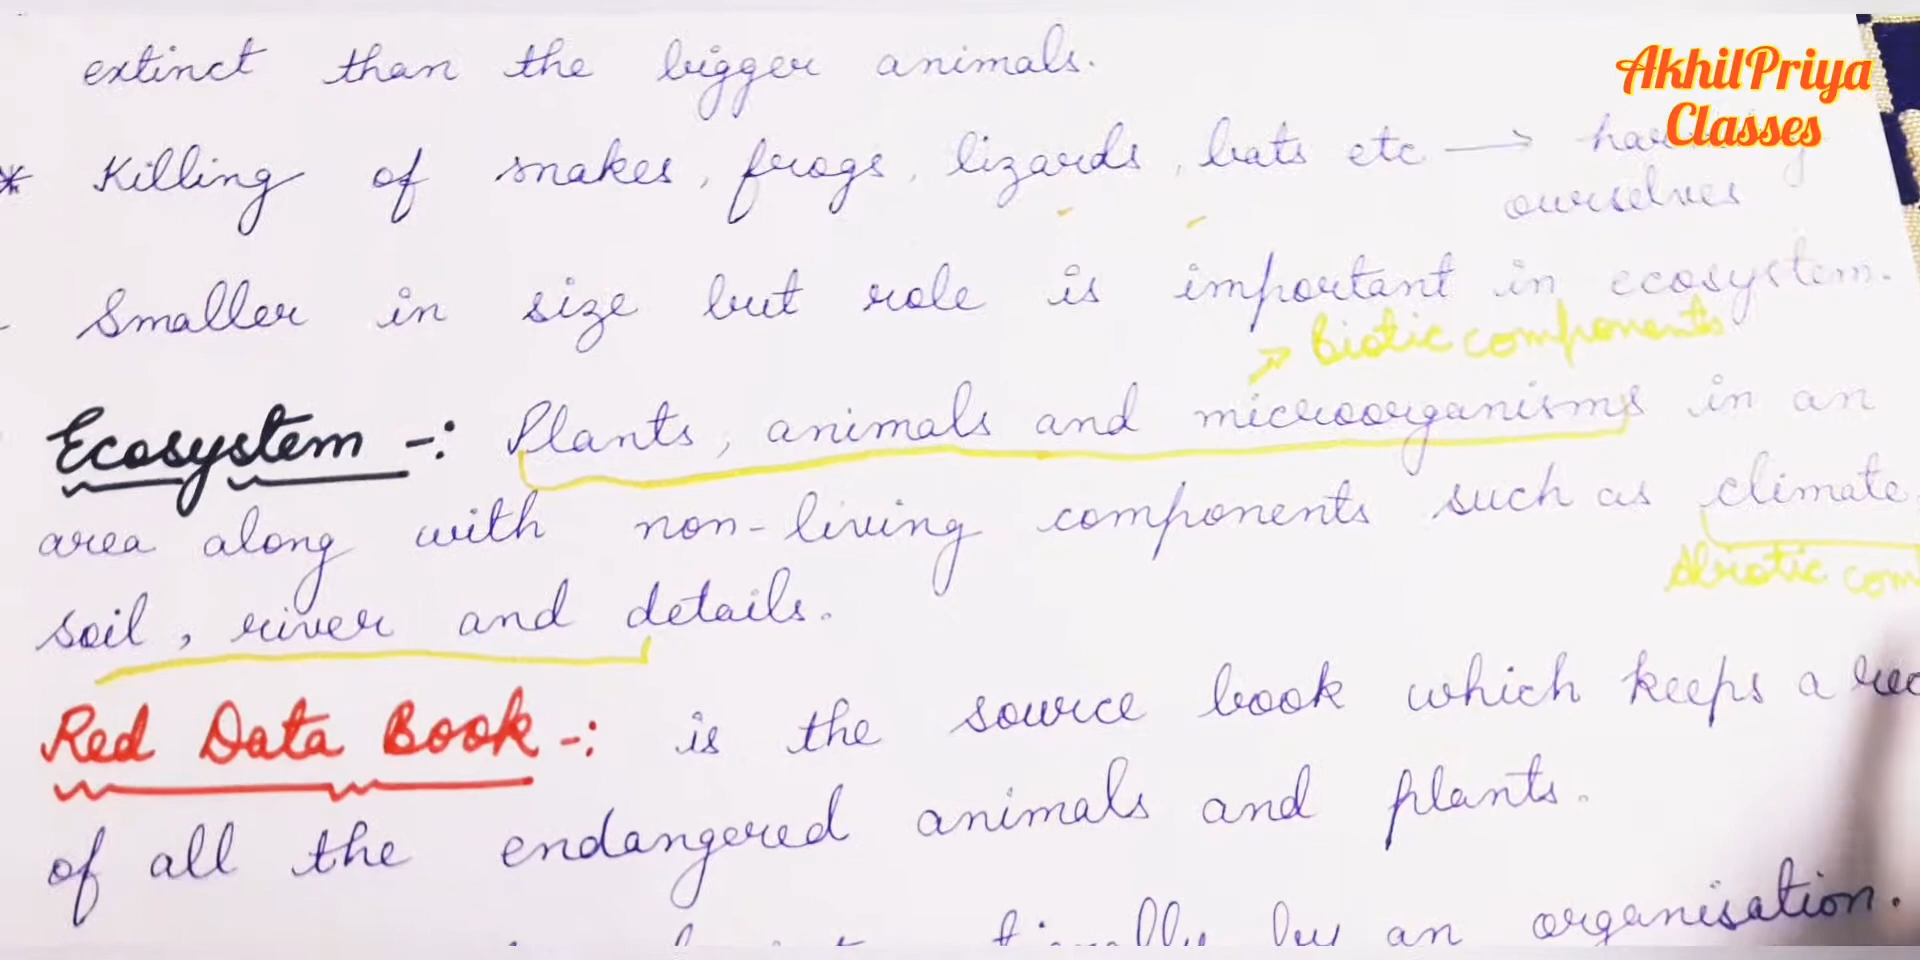 extinct than the bigger animals.
AkhilPriya
Classes
* Killing of snakes, frogs, lizards, bats etc →
ourselves
- Smaller in size but role is important in ecosystem.
→ Biotic components
Ecosystem -: Plants, animals and microorganisms in an
area along with non-living components such as climate,
Abiotic com
soil, river and details.
Red Data Book -: is the source book which keeps a rec
of all the endangered animals and plants.
by an organisation.